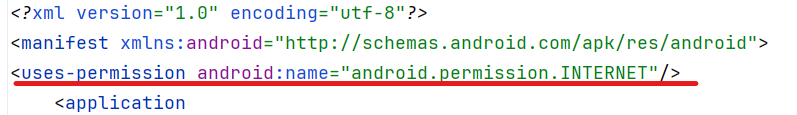 <?xml version="1.0" encoding="utf-8"?>
<manifest xmlns:android="http://schemas.android.com/apk/res/android">
<uses-permission android:name="android.permission.INTERNET"/>
    <application